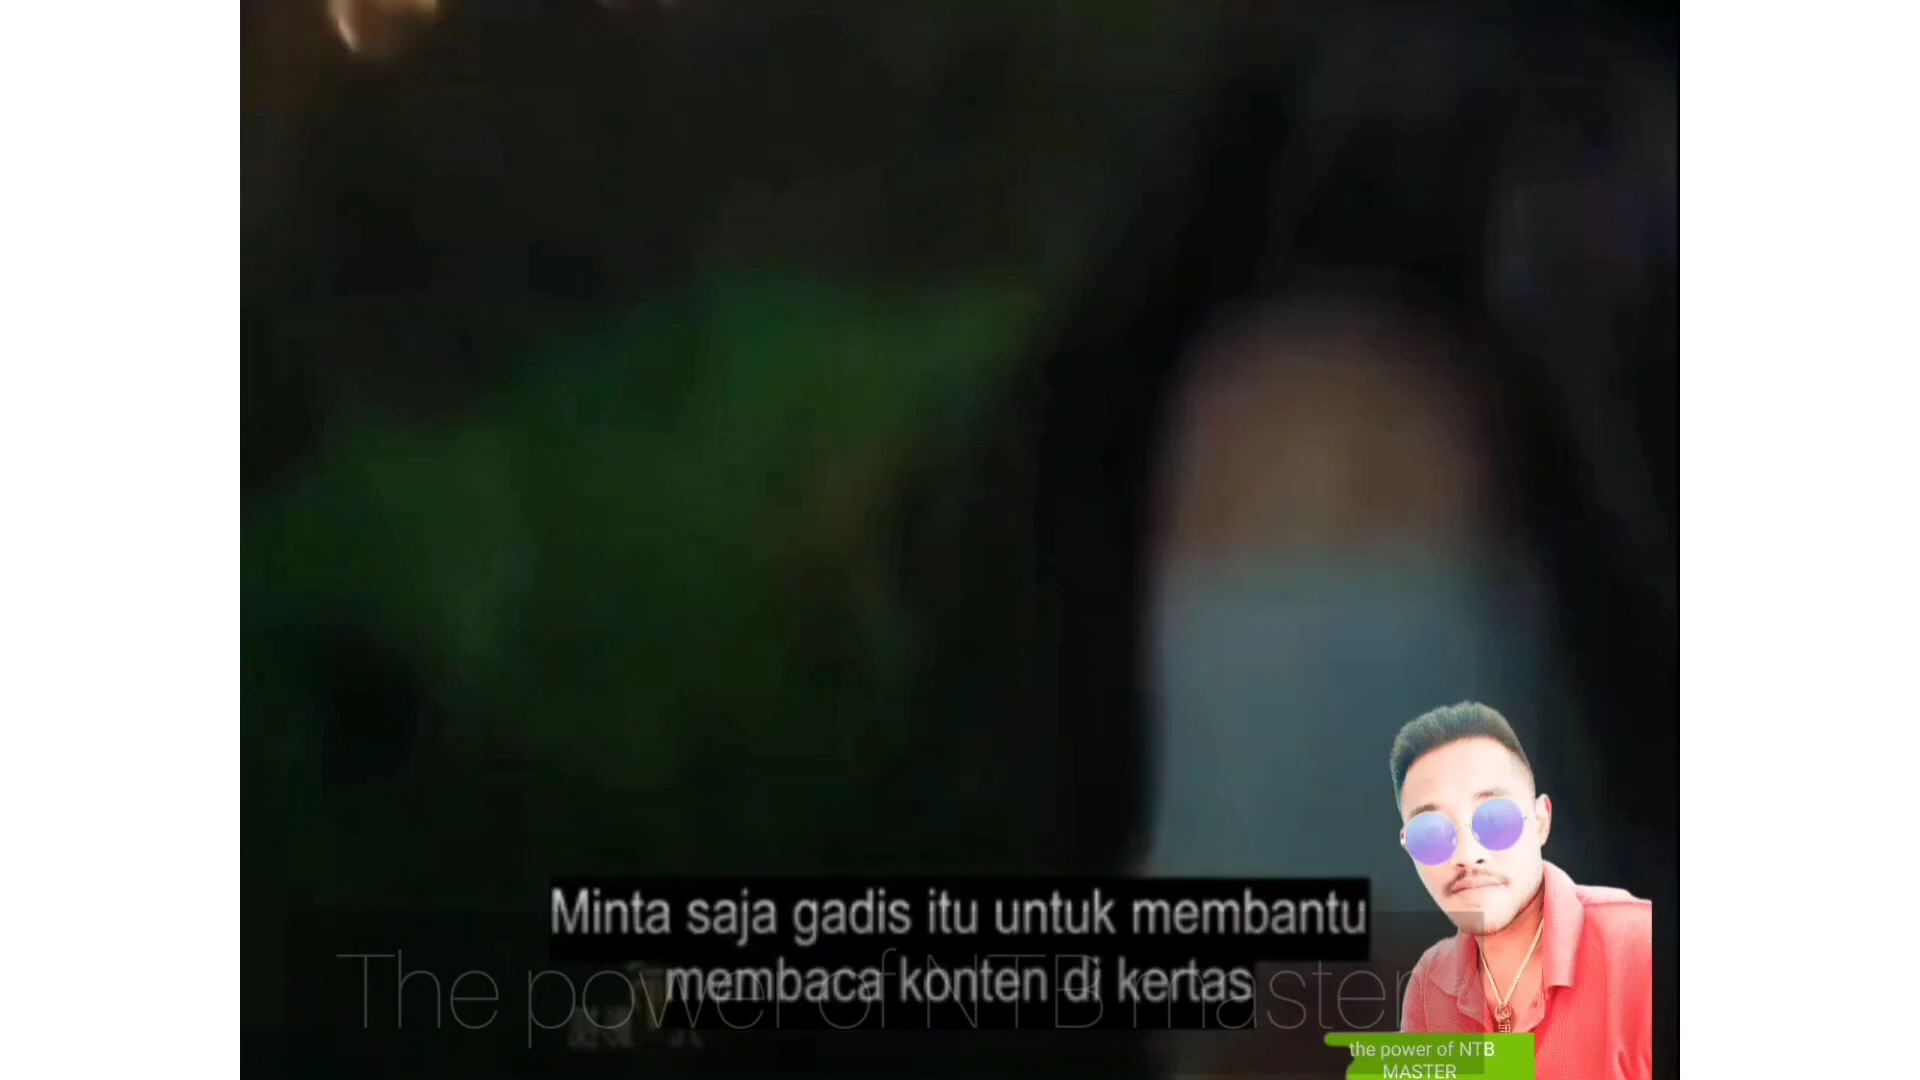 Minta saja gadis itu untuk membantu
membaca konten di kertas
The power of NTB master
the power of NTB
MASTER